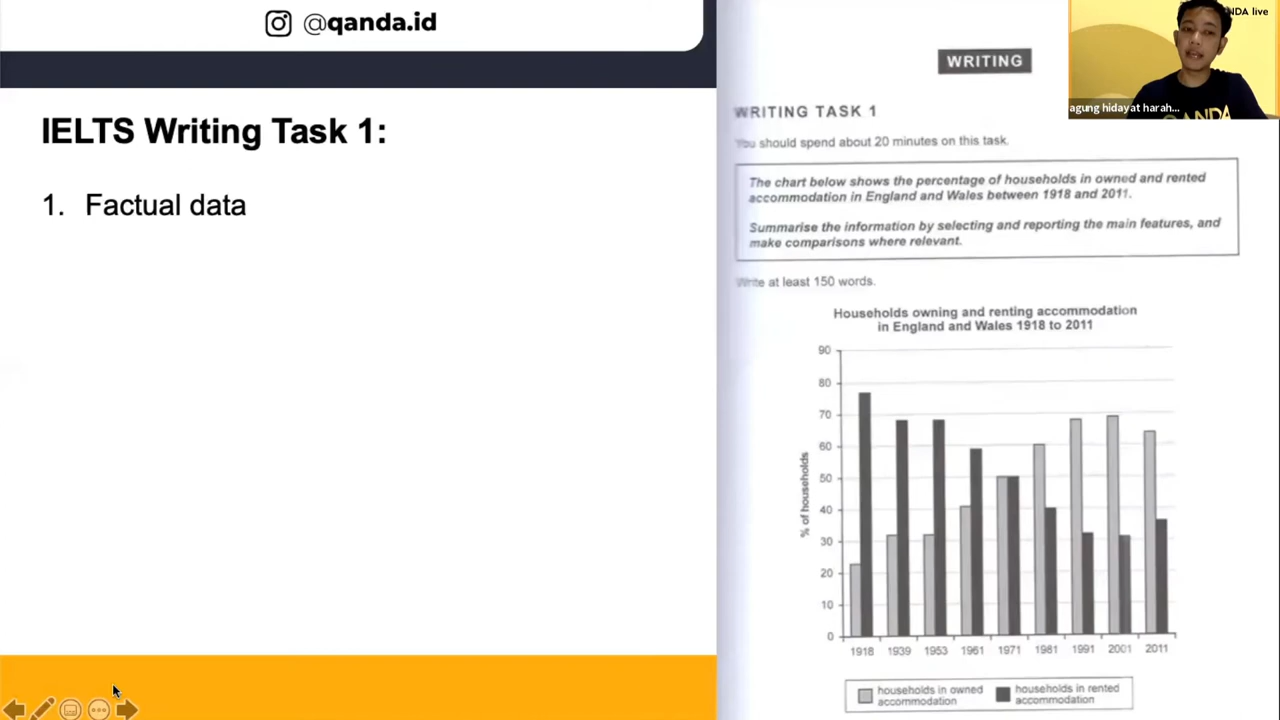 @qanda.id
IELTS Writing Task 1:
1. Factual data
NDA live
agung hidayat harah...
WRITING
WRITING TASK 1
You should spend about 20 minutes on this task.
The chart below shows the percentage of households in owned and rented
accommodation in England and Wales between 1918 and 2011.
Summarise the information by selecting and reporting the main features, and
make comparisons where relevant.
Write at least 150 words.
Households owning and renting accommodation
in England and Wales 1918 to 2011
% of households
90
80
70
60
50
40
30
20
10
0
1918 1939 1953 1961 1971 1981 1991 2001 2011
households in owned
accommodation
households in rented
accommodation